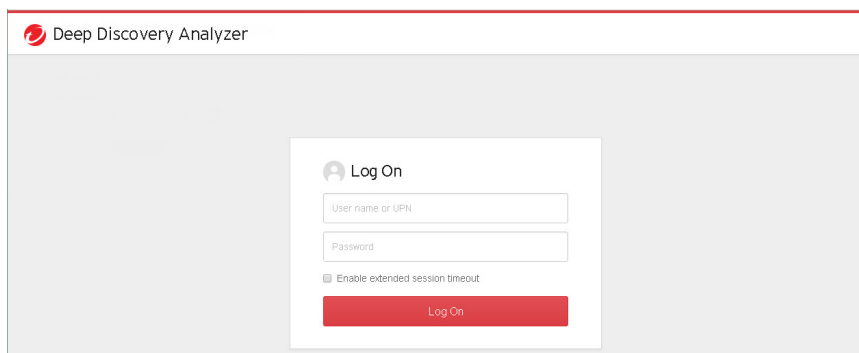 Deep Discovery Analyzer
Log On
User name or UPN
Password
Enable extended session timeout
Log On